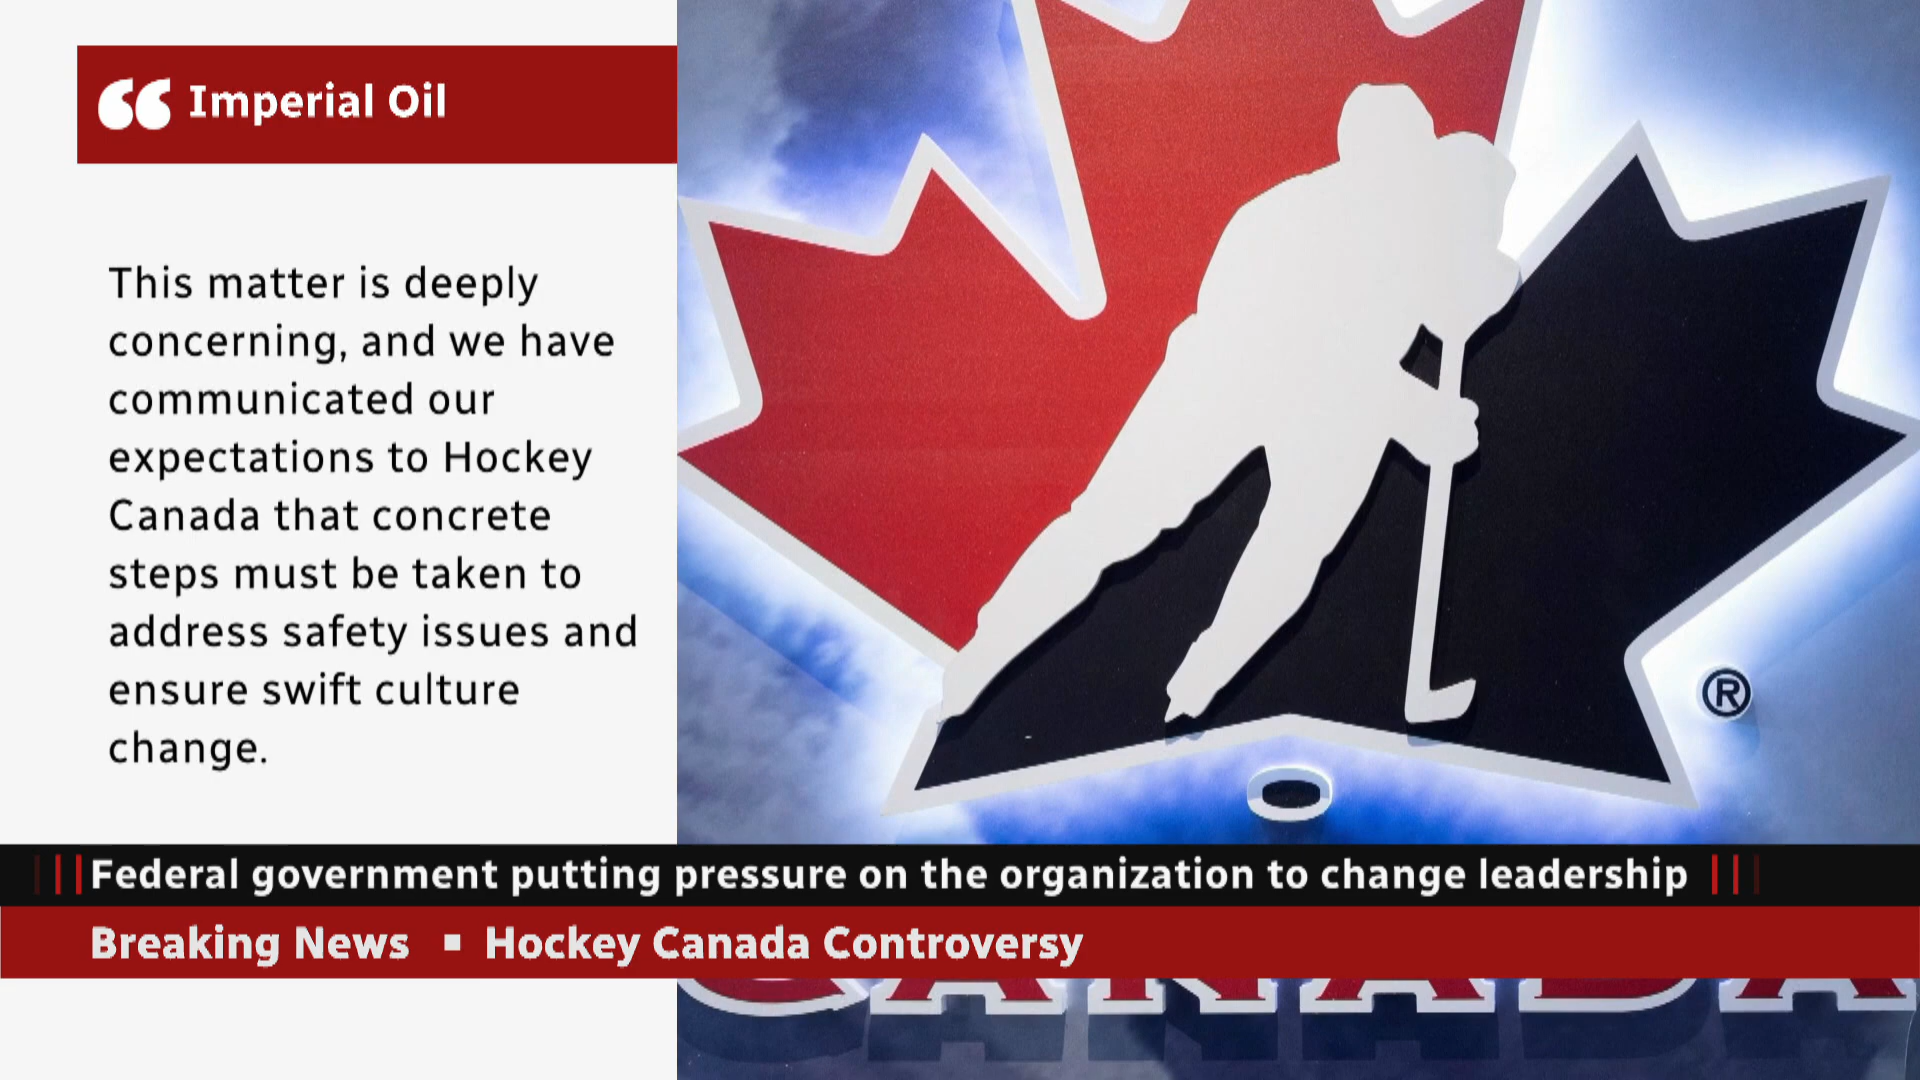 Imperial Oil
This matter is deeply
concerning, and we have
communicated our
expectations to Hockey
Canada that concrete
steps must be taken to
address safety issues and
ensure swift culture
change.
®
Federal government putting pressure on the organization to change leadership
Breaking News ▪ Hockey Canada Controversy
CANADA